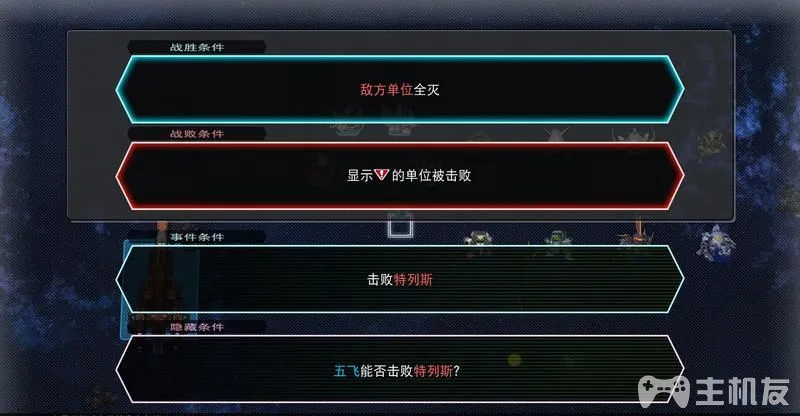 战胜条件
敌方单位全灭
战败条件
显示的单位被击败
事件条件
击败特列斯
隐藏条件
五飞能否击败特列斯?
主机友